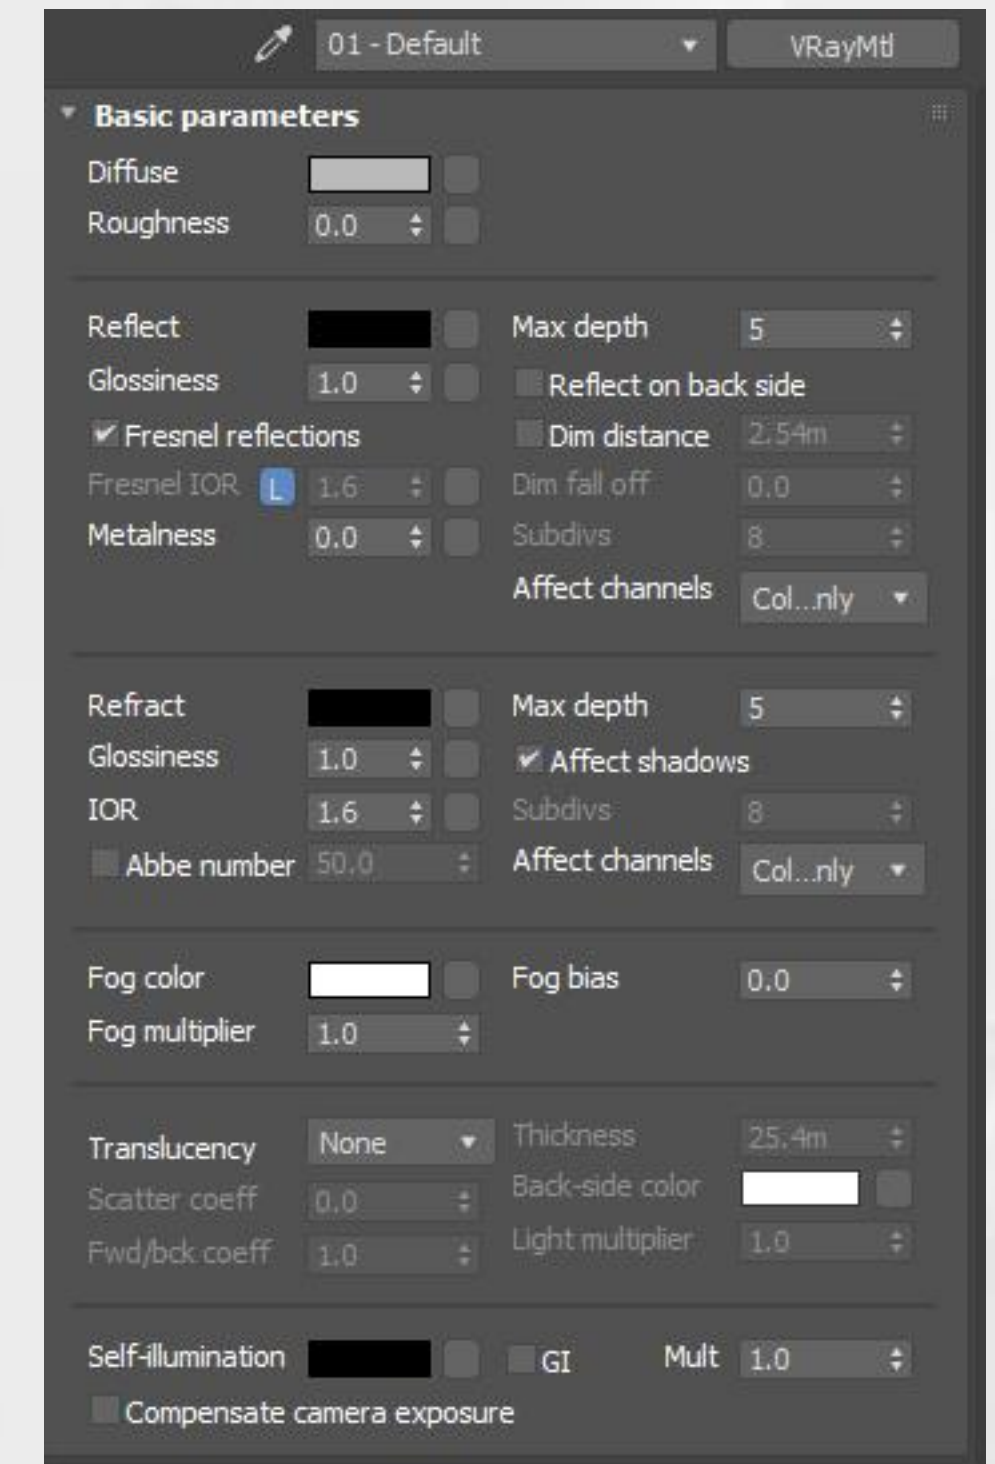 01 - Default VRayMtl
Basic parameters
Diffuse
Roughness 0.0
Reflect Max depth 5
Glossiness 1.0 Reflect on back side
Fresnel reflections Dim distance 2.54m
Fresnel IOR L 1.6 Dim fall off 0.0
Metalness 0.0 Subdivs 8
Affect channels Col...nly
Refract Max depth 5
Glossiness 1.0 Affect shadows
IOR 1.6 Subdivs 8
Abbe number 50.0 Affect channels Col...nly
Fog color Fog bias 0.0
Fog multiplier 1.0
Translucency None Thickness 25.4m
Scatter coeff 0.0 Back-side color
Fwd/bck coeff 1.0 Light multiplier 1.0
Self-illumination GI Mult 1.0
Compensate camera exposure